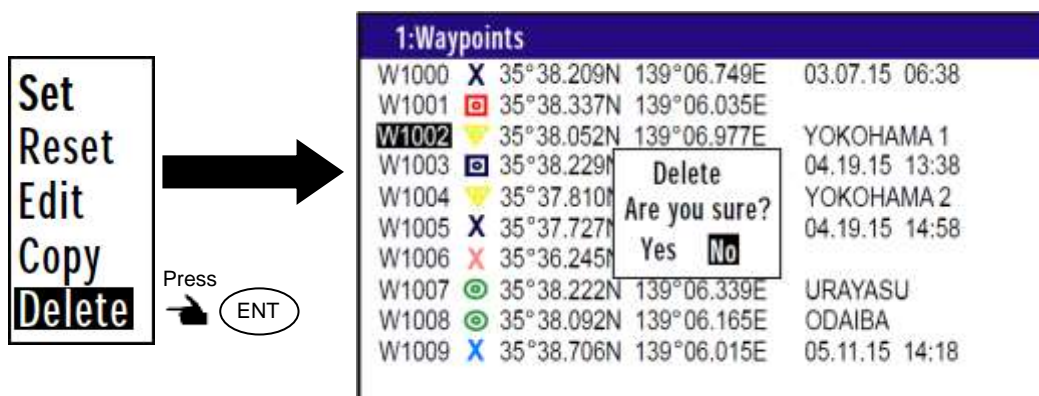 Set
Reset
Edit
Copy
Delete
Press
ENT
1:Waypoints
W1000 X 35°38.209N 139°06.749E 03.07.15 06:38
W1001 35°38.337N 139°06.035E
W1002 35°38.052N 139°06.977E YOKOHAMA 1
W1003 35°38.229N 04.19.15 13:38
W1004 35°37.810N YOKOHAMA 2
W1005 X 35°37.727N 04.19.15 14:58
W1006 X 35°36.245N
W1007 35°38.222N 139°06.339E URAYASU
W1008 35°38.092N 139°06.165E ODAIBA
W1009 X 35°38.706N 139°06.015E 05.11.15 14:18
Delete
Are you sure?
Yes No